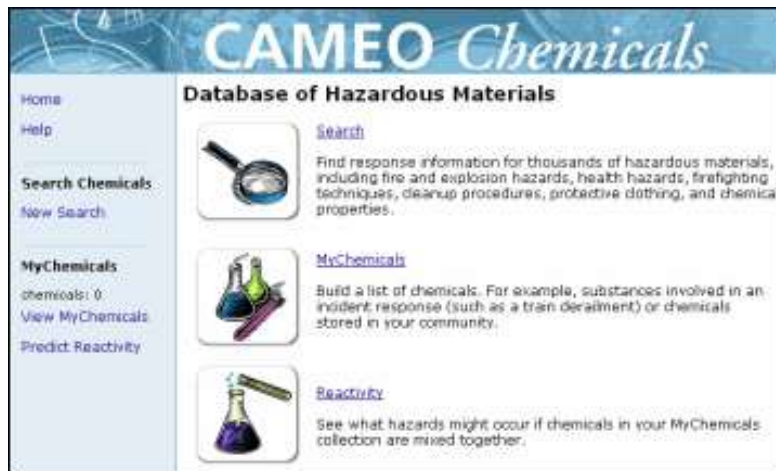 CAMEO Chemicals
Home
Help
Search Chemicals
New Search
MyChemicals
chemicals: 0
View MyChemicals
Predict Reactivity
Database of Hazardous Materials
Search
Find response information for thousands of hazardous materials,
including fire and explosion hazards, health hazards, firefighting
techniques, cleanup procedures, protective clothing, and chemica
properties.
MyChemicals
Build a list of chemicals. For example, substances involved in an
incident response (such as a train derailment) or chemicals
stored in your community.
Reactivity
See what hazards might occur if chemicals in your MyChemicals
collection are mixed together.